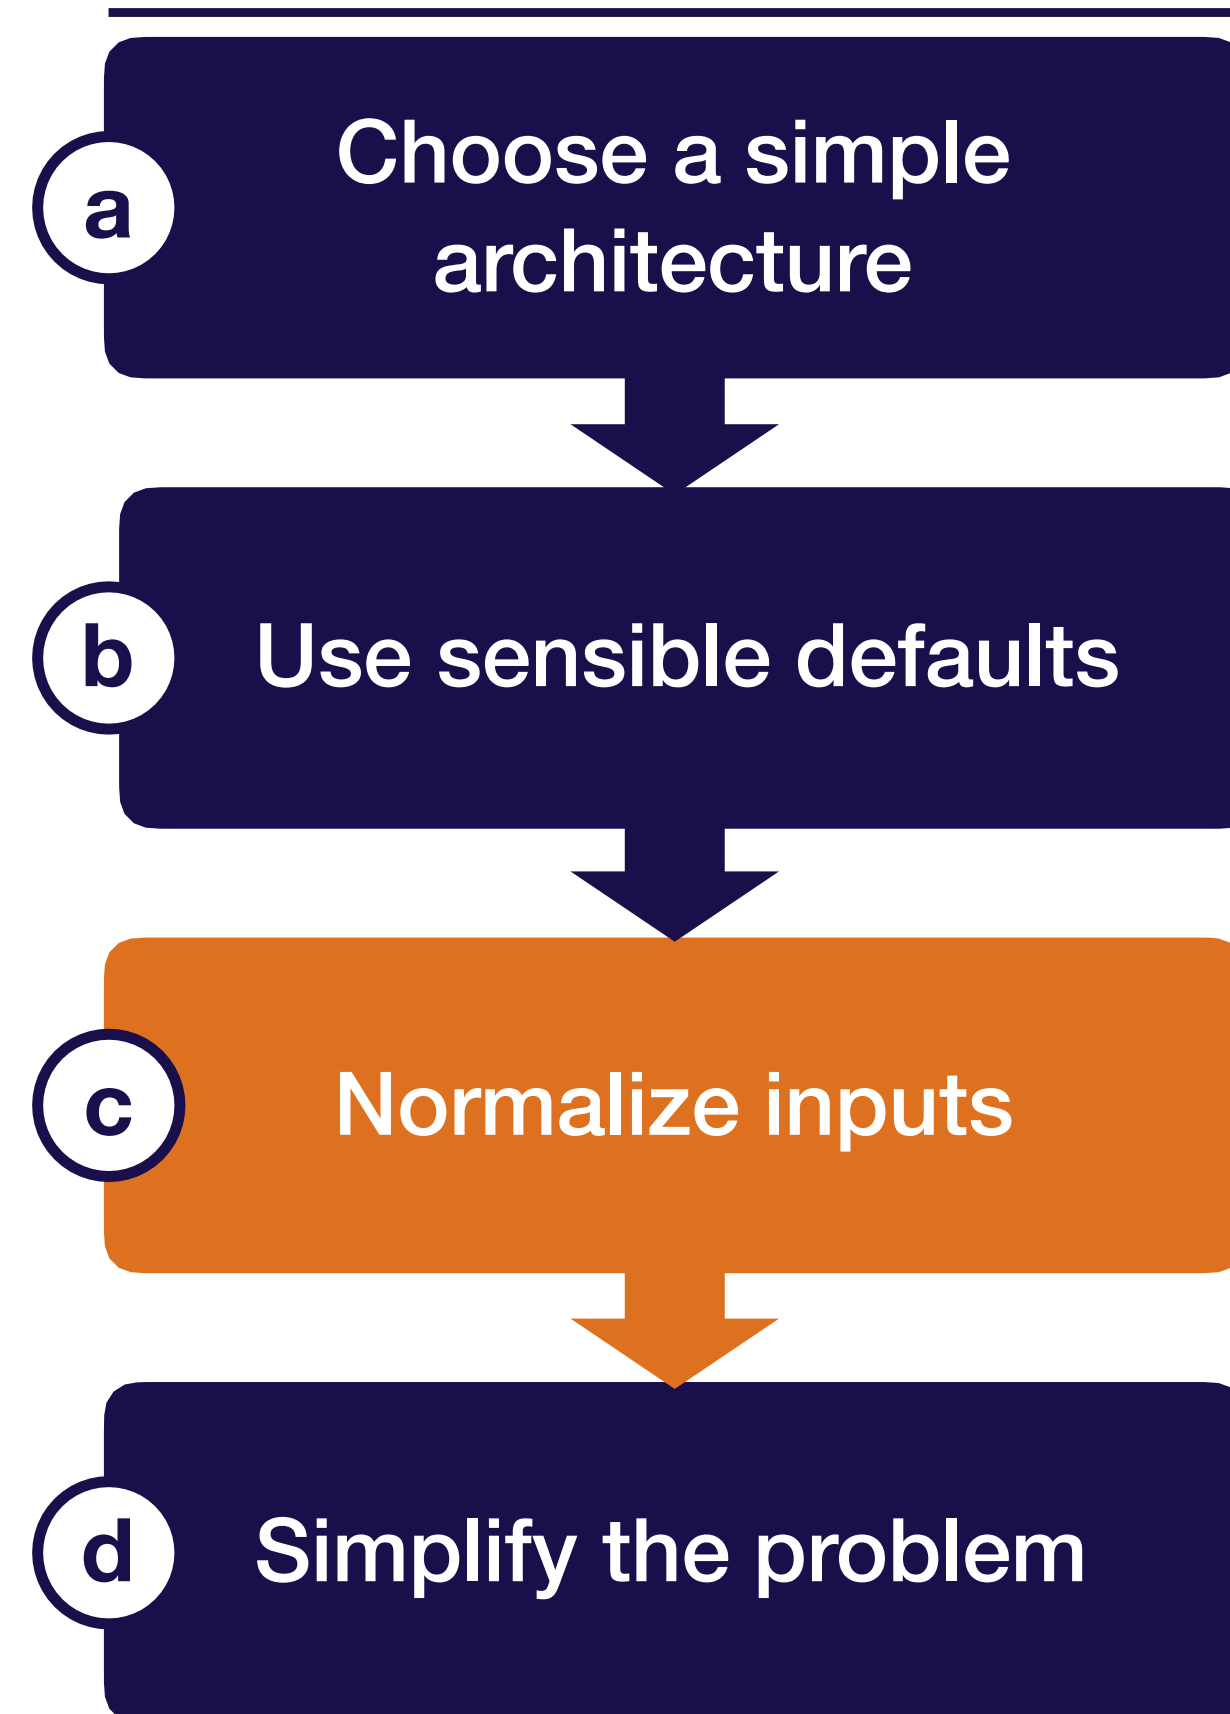 a
Choose a simple
architecture
b
Use sensible defaults
c
Normalize inputs
d
Simplify the problem